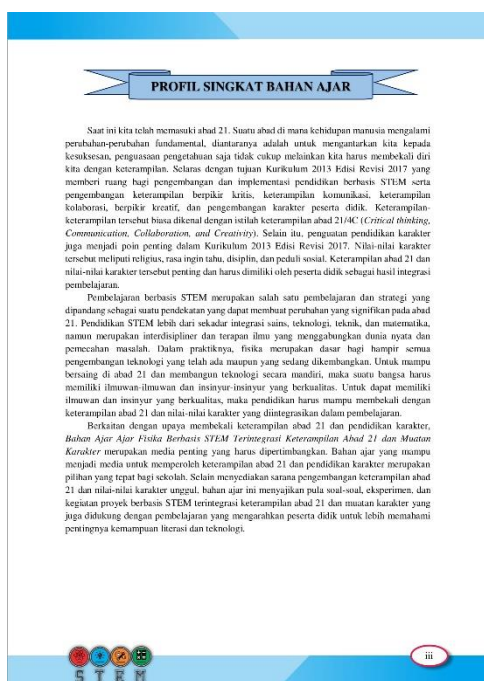 PROFIL SINGKAT BAHAN AJAR
Saat ini kita telah memasuki abad 21. Suatu abad di mana kehidupan manusia mengalami
perubahan-perubahan fundamental, diantaranya adalah untuk mengantarkan kita kepada
kesuksesan, penguasaan pengetahuan saja tidak cukup melainkan kita harus membekali diri
kita dengan keterampilan. Selaras dengan tujuan Kurikulum 2013 Edisi Revisi 2017 yang
memberi ruang bagi pengembangan dan implementasi pendidikan berbasis STEM serta
pengembangan keterampilan berpikir kritis, keterampilan komunikasi, keterampilan
kolaborasi, berpikir kreatif, dan pengembangan karakter peserta didik. Keterampilan-
keterampilan tersebut biasa dikenal dengan istilah keterampilan abad 21/4C (Critical thinking,
Communication, Collaboration, and Creativity). Selain itu, penguatan pendidikan karakter
juga menjadi poin penting dalam Kurikulum 2013 Edisi Revisi 2017. Nilai-nilai karakter
tersebut meliputi religius, rasa ingin tahu, disiplin, dan peduli sosial. Keterampilan abad 21 dan
nilai-nilai karakter tersebut penting dan harus dimiliki oleh peserta didik sebagai hasil integrasi
pembelajaran.
Pembelajaran berbasis STEM merupakan salah satu pembelajaran dan strategi yang
dipandang sebagai suatu pendekatan yang dapat membuat perubahan yang signifikan pada abad
21. Pendidikan STEM lebih dari sekadar integrasi sains, teknologi, teknik, dan matematika,
namun merupakan interdisipliner dan terapan ilmu yang menggabungkan dunia nyata dan
pemecahan masalah. Dalam praktiknya, fisika merupakan dasar bagi hampir semua
pengembangan teknologi yang telah ada maupun yang sedang dikembangkan. Untuk mampu
bersaing di abad 21 dan membangun teknologi secara mandiri, maka suatu bangsa harus
memiliki ilmuwan-ilmuwan dan insinyur-insinyur yang berkualitas. Untuk dapat memiliki
ilmuwan dan insinyur yang berkualitas, maka pendidikan harus mampu membekali dengan
keterampilan abad 21 dan nilai-nilai karakter yang diintegrasikan dalam pembelajaran.
Berkaitan dengan upaya membekali keterampilan abad 21 dan pendidikan karakter,
Bahan Ajar Ajar Fisika Berbasis STEM Terintegrasi Keterampilan Abad 21 dan Muatan
Karakter merupakan media penting yang harus dipertimbangkan. Bahan ajar yang mampu
menjadi media untuk memperoleh keterampilan abad 21 dan pendidikan karakter merupakan
pilihan yang tepat bagi sekolah. Selain menyediakan sarana pengembangan keterampilan abad
21 dan nilai-nilai karakter unggul, bahan ajar ini menyajikan pula soal-soal, eksperimen, dan
kegiatan proyek berbasis STEM terintegrasi keterampilan abad 21 dan muatan karakter yang
juga didukung dengan pembelajaran yang mengarahkan peserta didik untuk lebih memahami
pentingnya kemampuan literasi dan teknologi.
STEM
iii